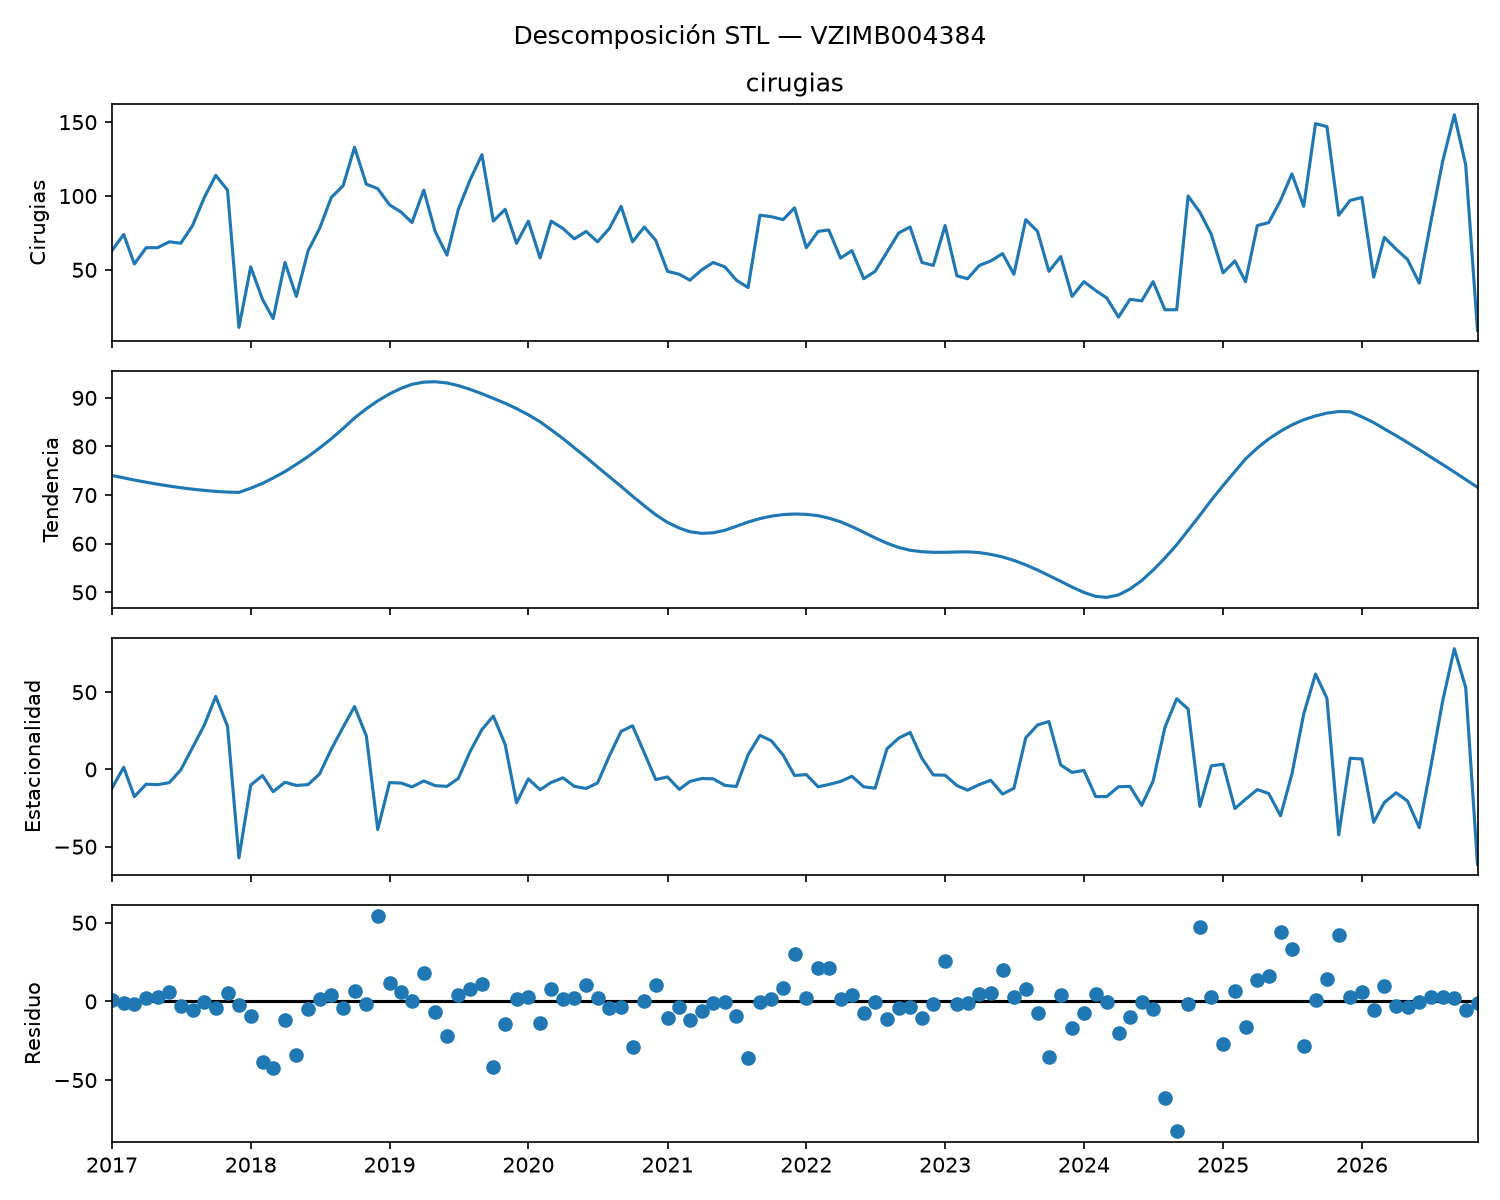 Descomposición STL — VZIMB004384
cirugias
150
100
50
Cirugias
90
80
70
60
50
Tendencia
50
0
−50
Estacionalidad
50
0
−50
Residuo
2017 2018 2019 2020 2021 2022 2023 2024 2025 2026